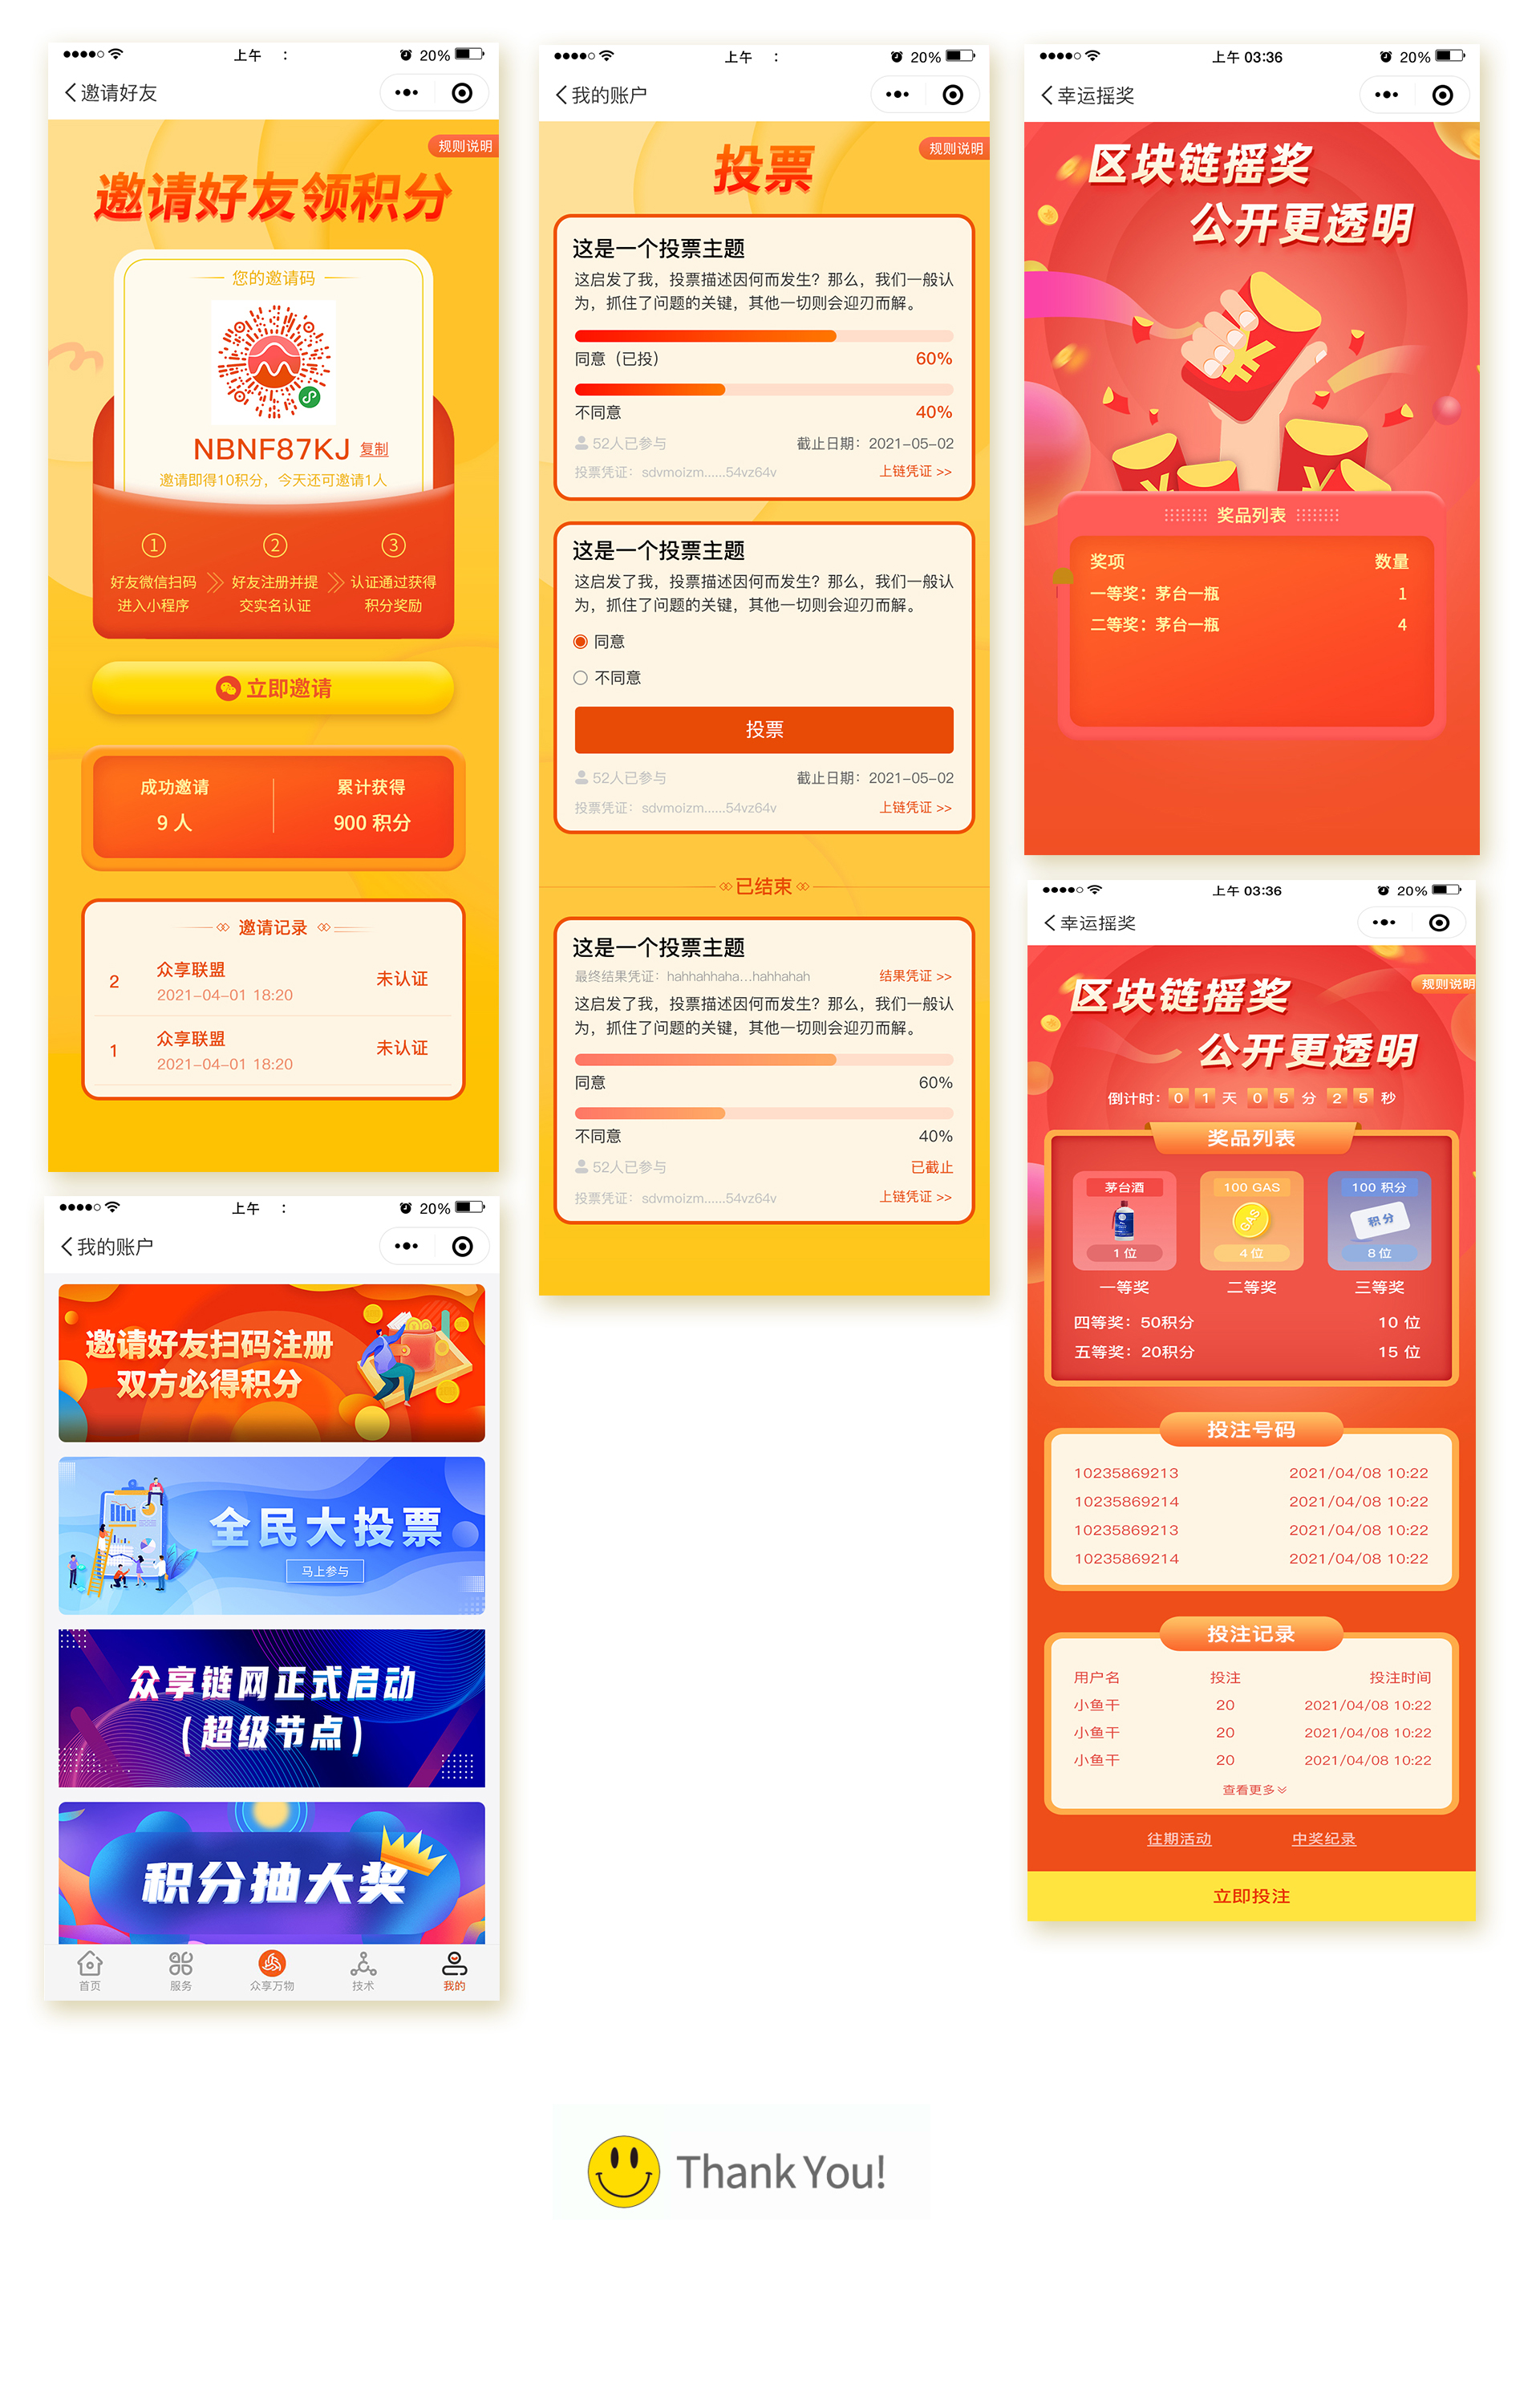 上午 :
20%
邀请好友
规则说明
邀请好友领积分
您的邀请码
NBNF87KJ 复制
邀请即得10积分，今天还可邀请1人
1 2 3
好友微信扫码 好友注册并提 认证通过获得
进入小程序 交实名认证 积分奖励
立即邀请
成功邀请 累计获得
9 人 900 积分
邀请记录
2 众享联盟 未认证
2021-04-01 18:20
1 众享联盟 未认证
2021-04-01 18:20
上午 :
20%
我的账户
邀请好友扫码注册
双方必得积分
全民大投票
马上参与
众享链网正式启动
(超级节点)
积分抽大奖
首页 服务 众享万物 技术 我的
上午 :
20%
我的账户
规则说明
投票
这是一个投票主题
这启发了我，投票描述因何而发生？那么，我们一般认
为，抓住了问题的关键，其他一切则会迎刃而解。
同意（已投） 60%
不同意 40%
52人已参与 截止日期：2021-05-02
投票凭证：sdvmoizm......54vz64v 上链凭证 >>
这是一个投票主题
这启发了我，投票描述因何而发生？那么，我们一般认
为，抓住了问题的关键，其他一切则会迎刃而解。
同意
不同意
投票
52人已参与 截止日期：2021-05-02
投票凭证：sdvmoizm......54vz64v 上链凭证 >>
已结束
这是一个投票主题
最终结果凭证：hahhahhaha...hahhahah 结果凭证 >>
这启发了我，投票描述因何而发生？那么，我们一般认
为，抓住了问题的关键，其他一切则会迎刃而解。
同意 60%
不同意 40%
52人已参与 已截止
投票凭证：sdvmoizm......54vz64v 上链凭证 >>
上午 03:36
20%
幸运摇奖
区块链摇奖
公开更透明
¥
¥ ¥
奖品列表
奖项 数量
一等奖：茅台一瓶 1
二等奖：茅台一瓶 4
上午 03:36
20%
幸运摇奖
规则说明
区块链摇奖
公开更透明
倒计时：0 1 天 0 5 分 2 5 秒
奖品列表
茅台酒 100 GAS 100 积分
GAS 积分
1 位 4 位 8 位
一等奖 二等奖 三等奖
四等奖：50积分 10 位
五等奖：20积分 15 位
投注号码
10235869213 2021/04/08 10:22
10235869214 2021/04/08 10:22
10235869213 2021/04/08 10:22
10235869214 2021/04/08 10:22
投注记录
用户名 投注 投注时间
小鱼干 20 2021/04/08 10:22
小鱼干 20 2021/04/08 10:22
小鱼干 20 2021/04/08 10:22
查看更多
往期活动 中奖纪录
立即投注
Thank You!